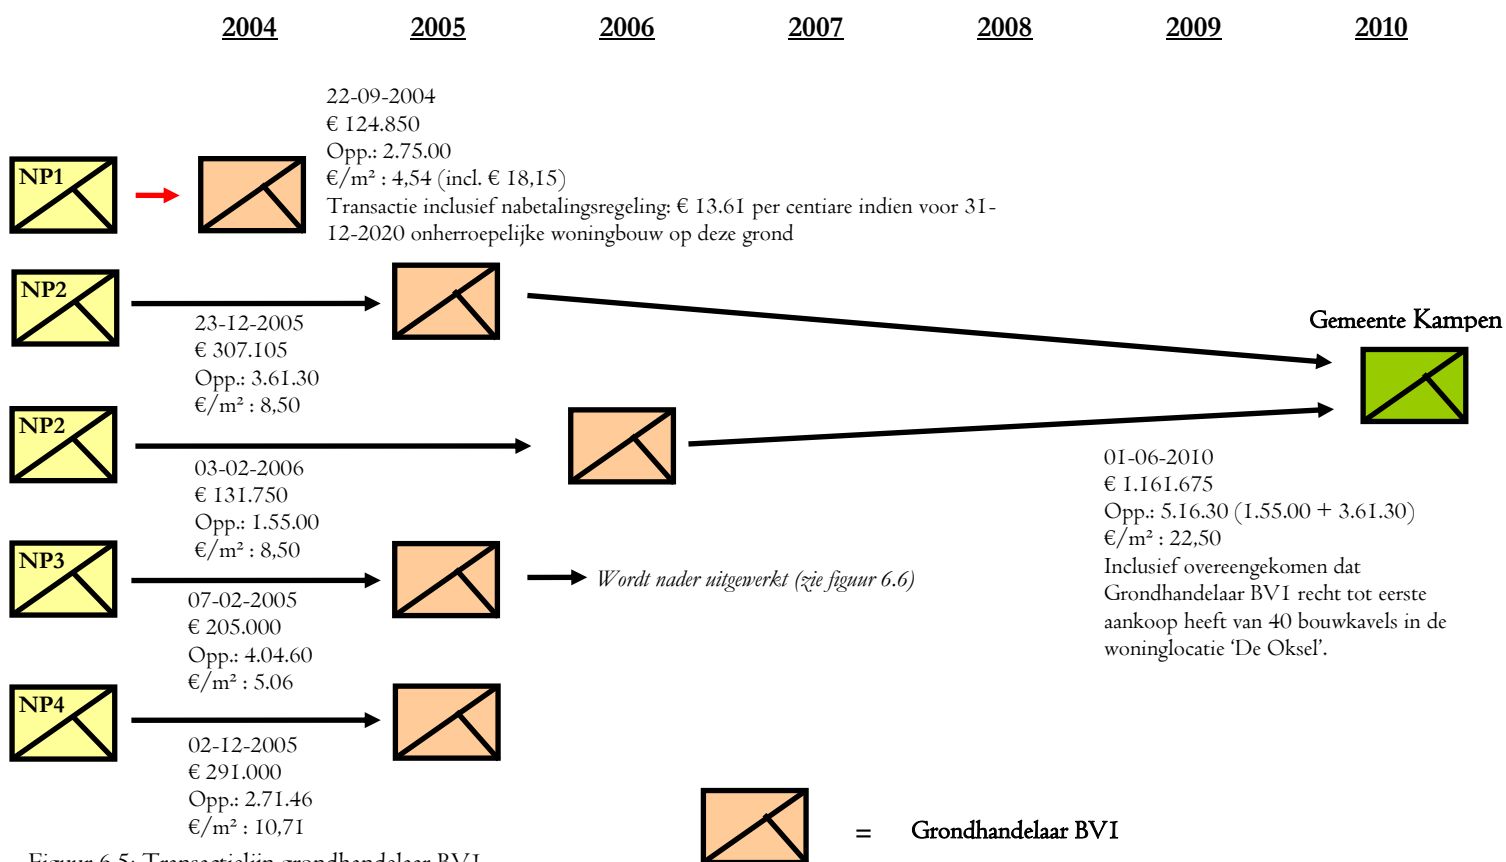 2004 2005 2006 2007 2008 2009 2010
22-09-2004
€ 124.850
Opp.: 2.75.00
€/m² : 4,54 (incl. € 18,15)
Transactie inclusief nabetalingsregeling: € 13.61 per centiare indien voor 31-
12-2020 onherroepelijke woningbouw op deze grond
NP1
NP2
23-12-2005
€ 307.105
Opp.: 3.61.30
€/m² : 8,50
Gemeente Kampen
NP2
03-02-2006
€ 131.750
Opp.: 1.55.00
€/m² : 8,50
01-06-2010
€ 1.161.675
Opp.: 5.16.30 (1.55.00 + 3.61.30)
€/m² : 22,50
Inclusief overeengekomen dat
Grondhandelaar BV1 recht tot eerste
aankoop heeft van 40 bouwkavels in de
woninglocatie ‘De Oksel’.
NP3
Wordt nader uitgewerkt (zie figuur 6.6)
07-02-2005
€ 205.000
Opp.: 4.04.60
€/m² : 5.06
NP4
02-12-2005
€ 291.000
Opp.: 2.71.46
€/m² : 10,71
= Grondhandelaar BV1
Figuur 6.5: Transactielijn grondhandelaar BV1